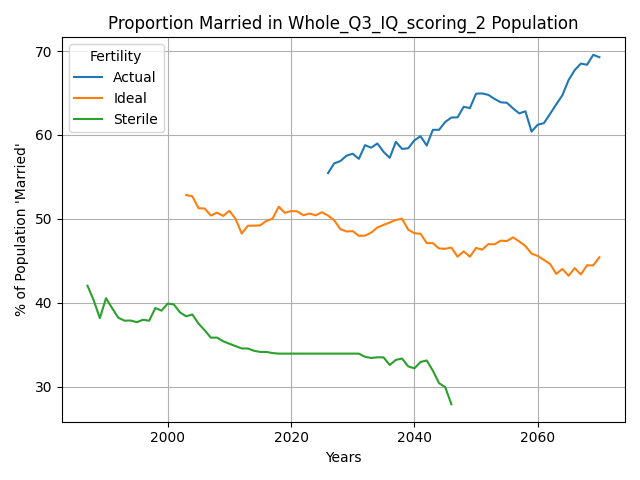 Proportion Married in Whole_Q3_IQ_scoring_2 Population
Fertility
Actual
Ideal
Sterile
% of Population 'Married'
70
60
50
40
30
2000
2020
2040
2060
Years